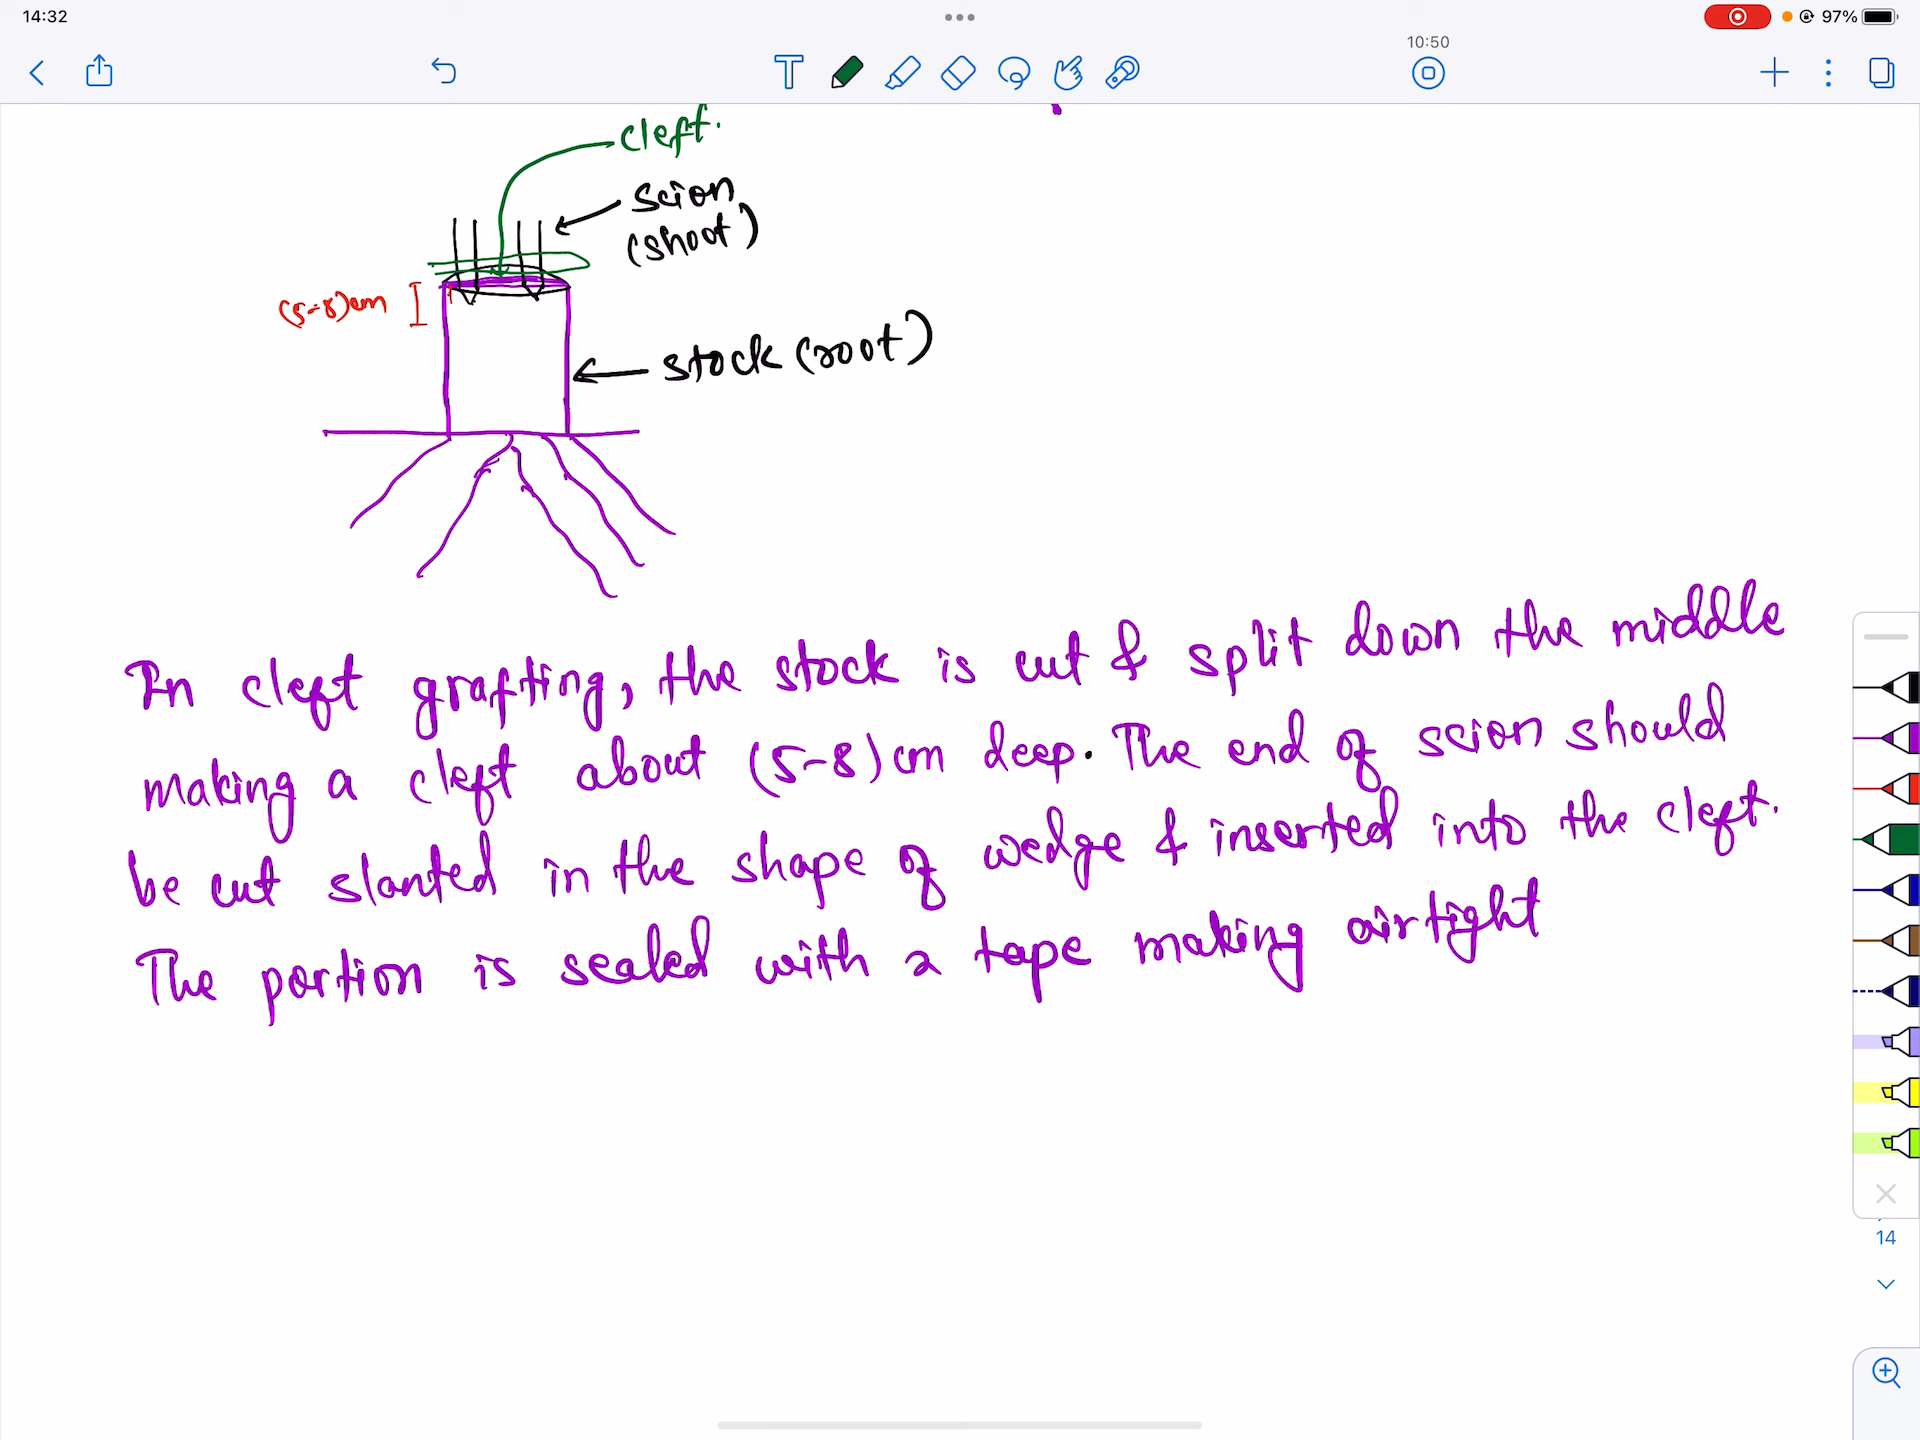 14:32
97%
10:50
T
cleft.
scion
(shoot)
(5-8)cm
stock (root)
In cleft grafting, the stock is cut & split down the middle
making a cleft about (5-8) cm deep. The end of scion should
be cut slanted in the shape of wedge & inserted into the cleft.
The portion is sealed with a tape making airtight
14